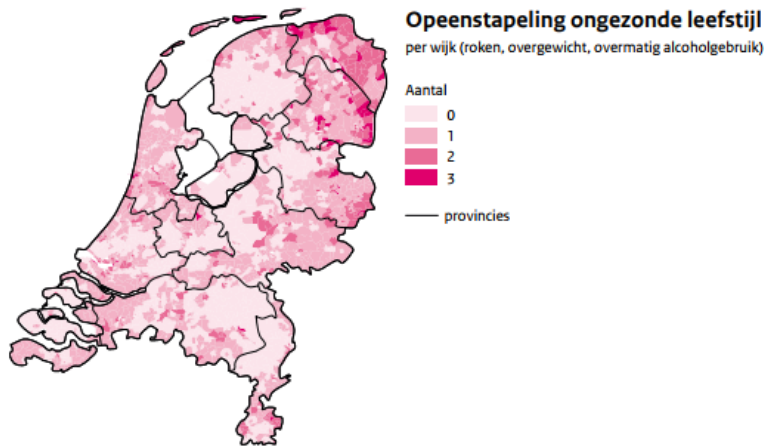 Opeenstapeling ongezonde leefstijl
per wijk (roken, overgewicht, overmatig alcoholgebruik)
Aantal
0
1
2
3
provincies